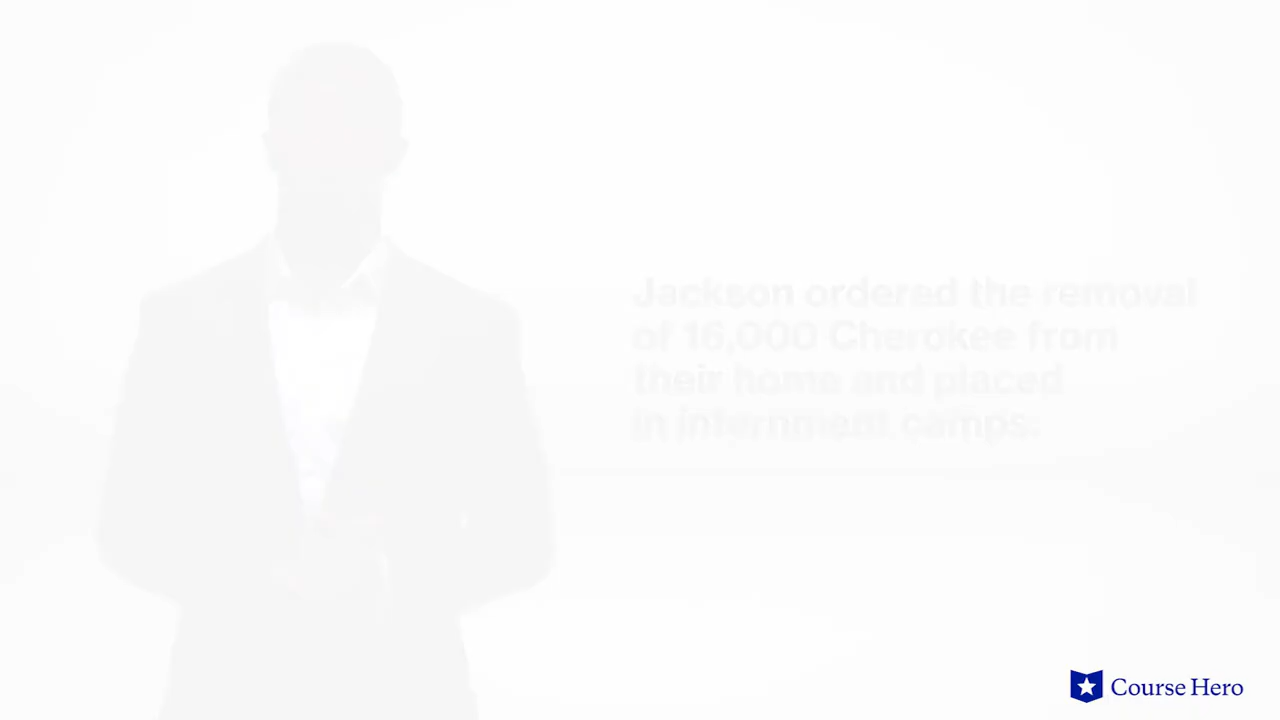 Jackson ordered the removal
of 16,000 Cherokee from
their home and placed
in internment camps.
Course Hero